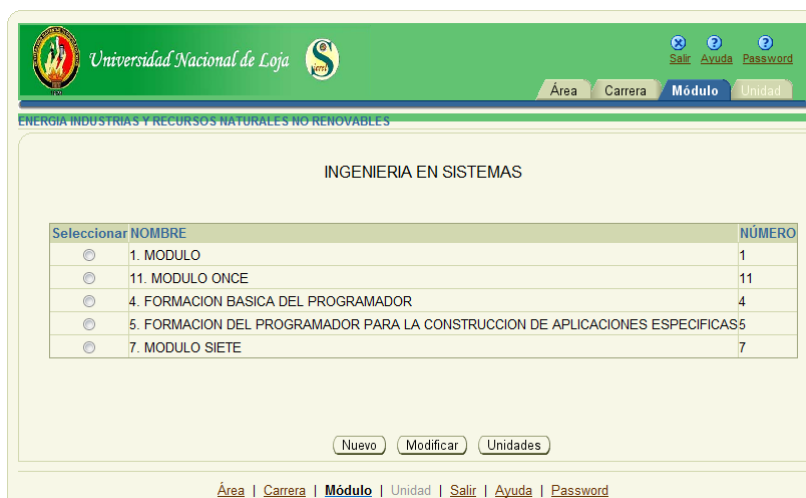 Universidad Nacional de Loja
Salir Ayuda Password
Área Carrera Módulo Unidad
ENERGIA INDUSTRIAS Y RECURSOS NATURALES NO RENOVABLES
INGENIERIA EN SISTEMAS
Seleccionar NOMBRE NÚMERO
1. MODULO 1
11. MODULO ONCE 11
4. FORMACION BASICA DEL PROGRAMADOR 4
5. FORMACION DEL PROGRAMADOR PARA LA CONSTRUCCION DE APLICACIONES ESPECIFICAS 5
7. MODULO SIETE 7
Nuevo Modificar Unidades
Área | Carrera | Módulo | Unidad | Salir | Ayuda | Password